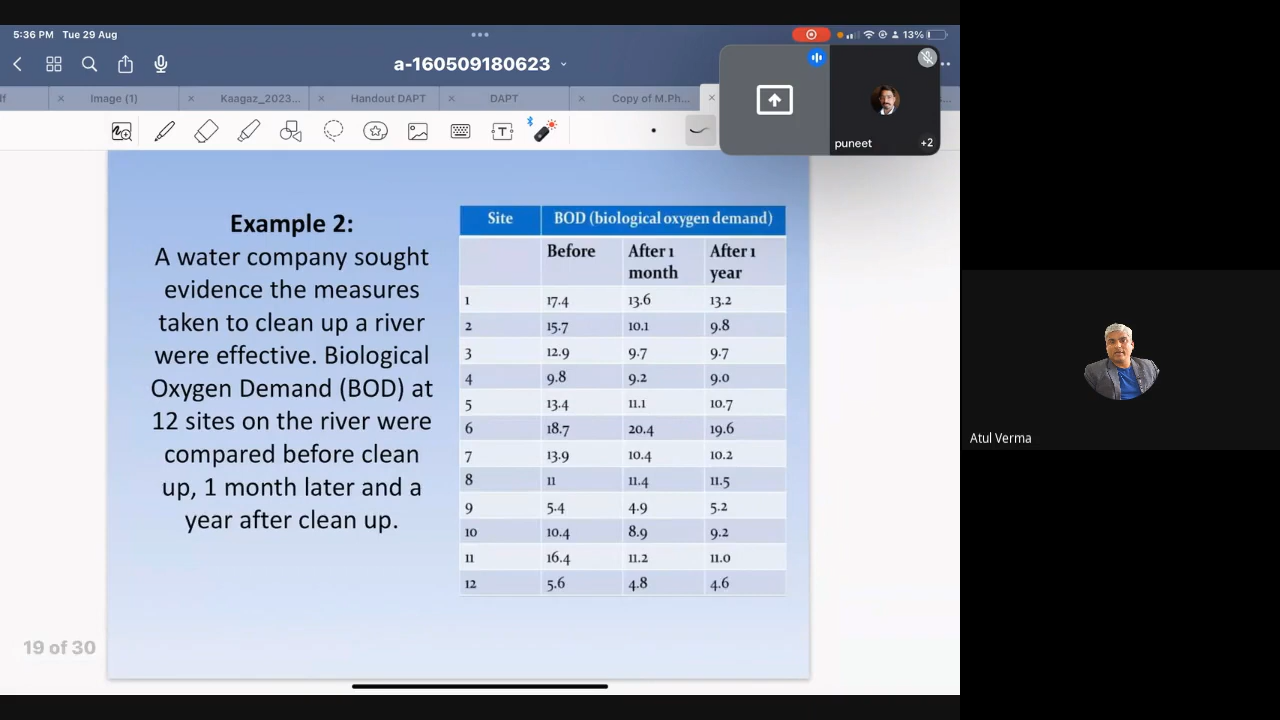 5:36 PM Tue 29 Aug
13%
a-160509180623
Image (1)
Kaagaz_2023...
Handout DAPT
DAPT
Copy of M.Ph...
puneet
+2
Example 2:
A water company sought
evidence the measures
taken to clean up a river
were effective. Biological
Oxygen Demand (BOD) at
12 sites on the river were
compared before clean
up, 1 month later and a
year after clean up.
Site BOD (biological oxygen demand)
Before After 1 month After 1 year
1 17.4 13.6 13.2
2 15.7 10.1 9.8
3 12.9 9.7 9.7
4 9.8 9.2 9.0
5 13.4 11.1 10.7
6 18.7 20.4 19.6
7 13.9 10.4 10.2
8 11 11.4 11.5
9 5.4 4.9 5.2
10 10.4 8.9 9.2
11 16.4 11.2 11.0
12 5.6 4.8 4.6
19 of 30
Atul Verma